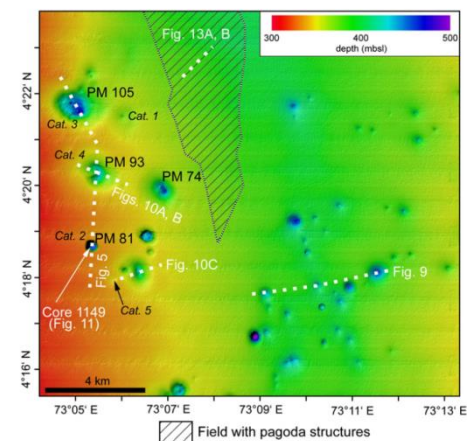 Fig. 13A, B
300 400 500
depth (mbsl)
4°22' N
PM 105
Cat. 3
Cat. 1
Cat. 4
PM 93
PM 74
4°20' N
Figs. 10A, B
Cat. 2
PM 81
Fig. 5
Fig. 10C
Fig. 9
4°18' N
Core 1149
(Fig. 11)
Cat. 5
4°16' N
4 km
73°05' E 73°07' E 73°09' E 73°11' E 73°13' E
Field with pagoda structures